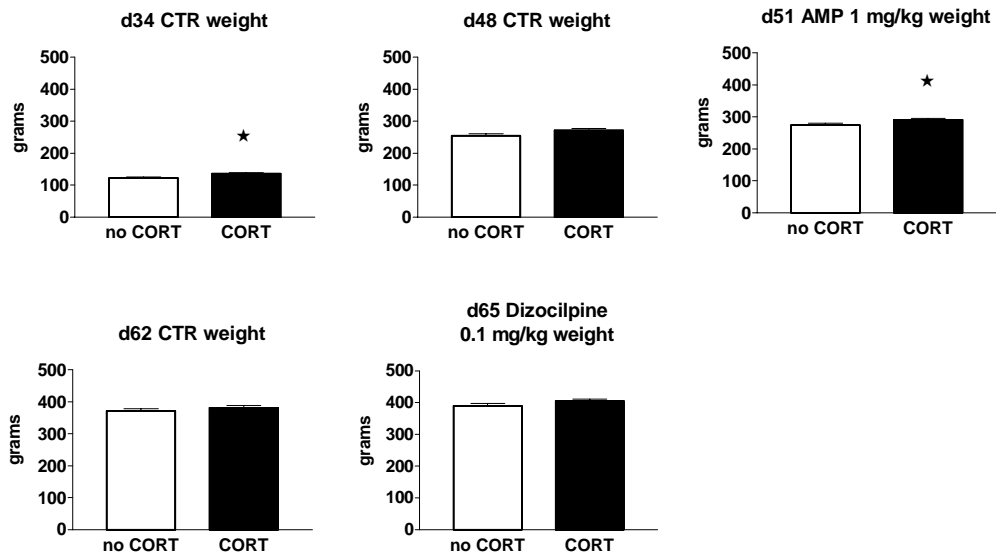 d34 CTR weight
500
400
300
200
100
0
grams
★
no CORT CORT
d48 CTR weight
500
400
300
200
100
0
grams
no CORT CORT
d51 AMP 1 mg/kg weight
500
400
300
200
100
0
grams
★
no CORT CORT
d62 CTR weight
500
400
300
200
100
0
grams
no CORT CORT
d65 Dizocilpine
0.1 mg/kg weight
500
400
300
200
100
0
grams
no CORT CORT